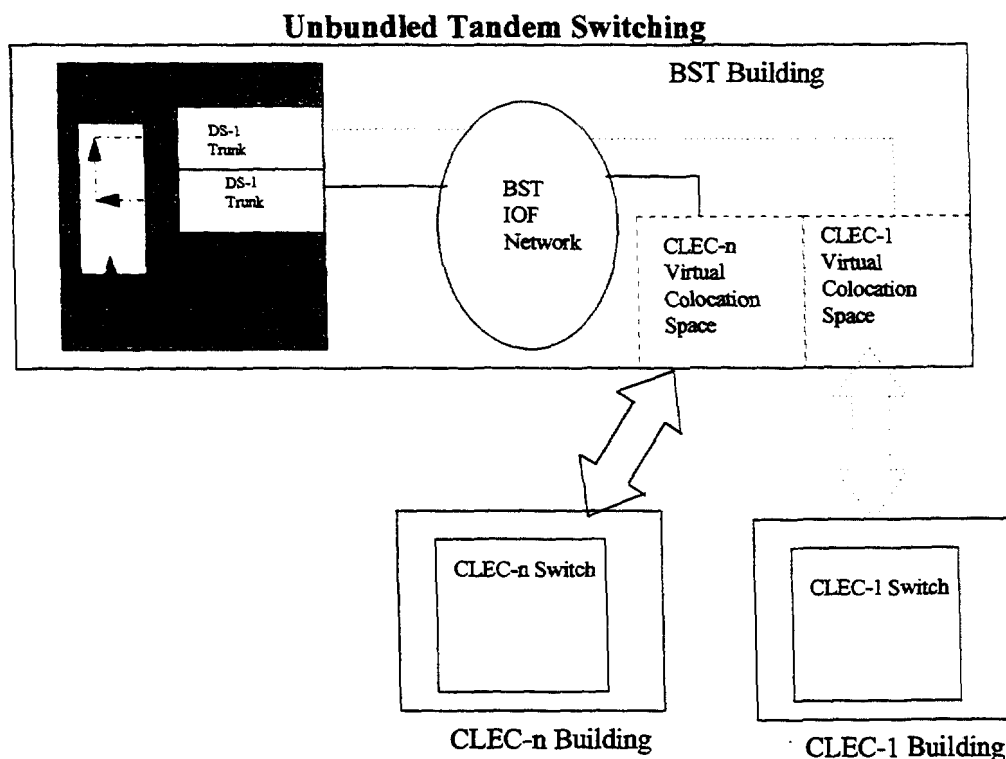 Unbundled Tandem Switching
BST Building
DS-1
Trunk
DS-1
Trunk
BST
IOF
Network
CLEC-n
Virtual
Colocation
Space
CLEC-1
Virtual
Colocation
Space
CLEC-n Switch
CLEC-1 Switch
CLEC-n Building
CLEC-1 Building